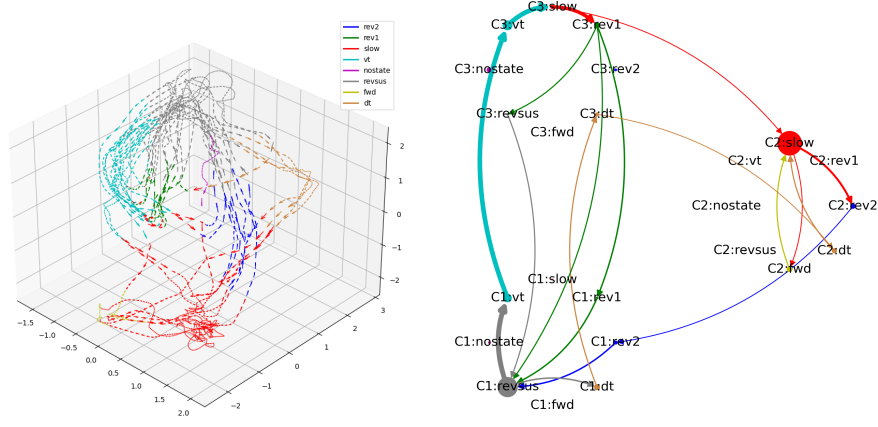 rev2
rev1
slow
vt
nostate
revsus
fwd
dt
2
1
0
−1
−2
−1.5
−1.0
−0.5
0.0
0.5
1.0
1.5
2.0
−2
−1
0
1
2
3
C3:slow
C3:vt
C3:rev1
C3:nostate
C3:rev2
C3:revsus
C3:dt
C3:fwd
C2:slow
C2:vt
C2:rev1
C2:nostate
C2:rev2
C2:revsus
C2:dt
C2:fwd
C1:slow
C1:vt
C1:rev1
C1:nostate
C1:rev2
C1:revsus
C1:dt
C1:fwd